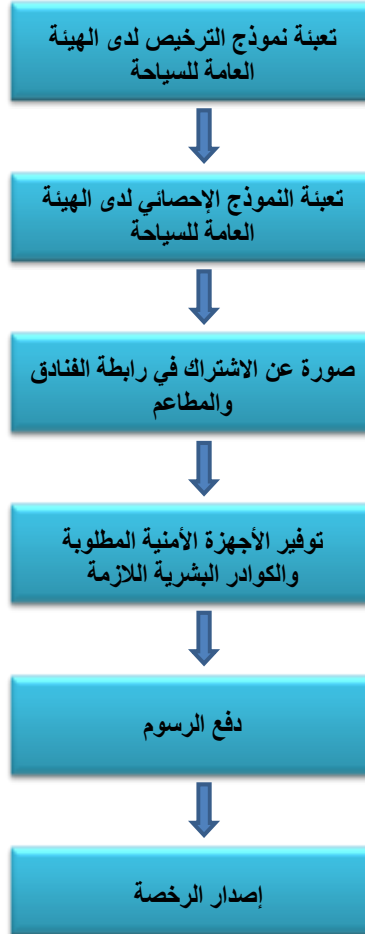 تعبئة نموذج الترخيص لدى الهيئة
العامة للسياحة
تعبئة النموذج الإحصائي لدى الهيئة
العامة للسياحة
صورة عن الاشتراك في رابطة الفنادق
والمطاعم
توفير الأجهزة الأمنية المطلوبة
والكوادر البشرية اللازمة
دفع الرسوم
إصدار الرخصة